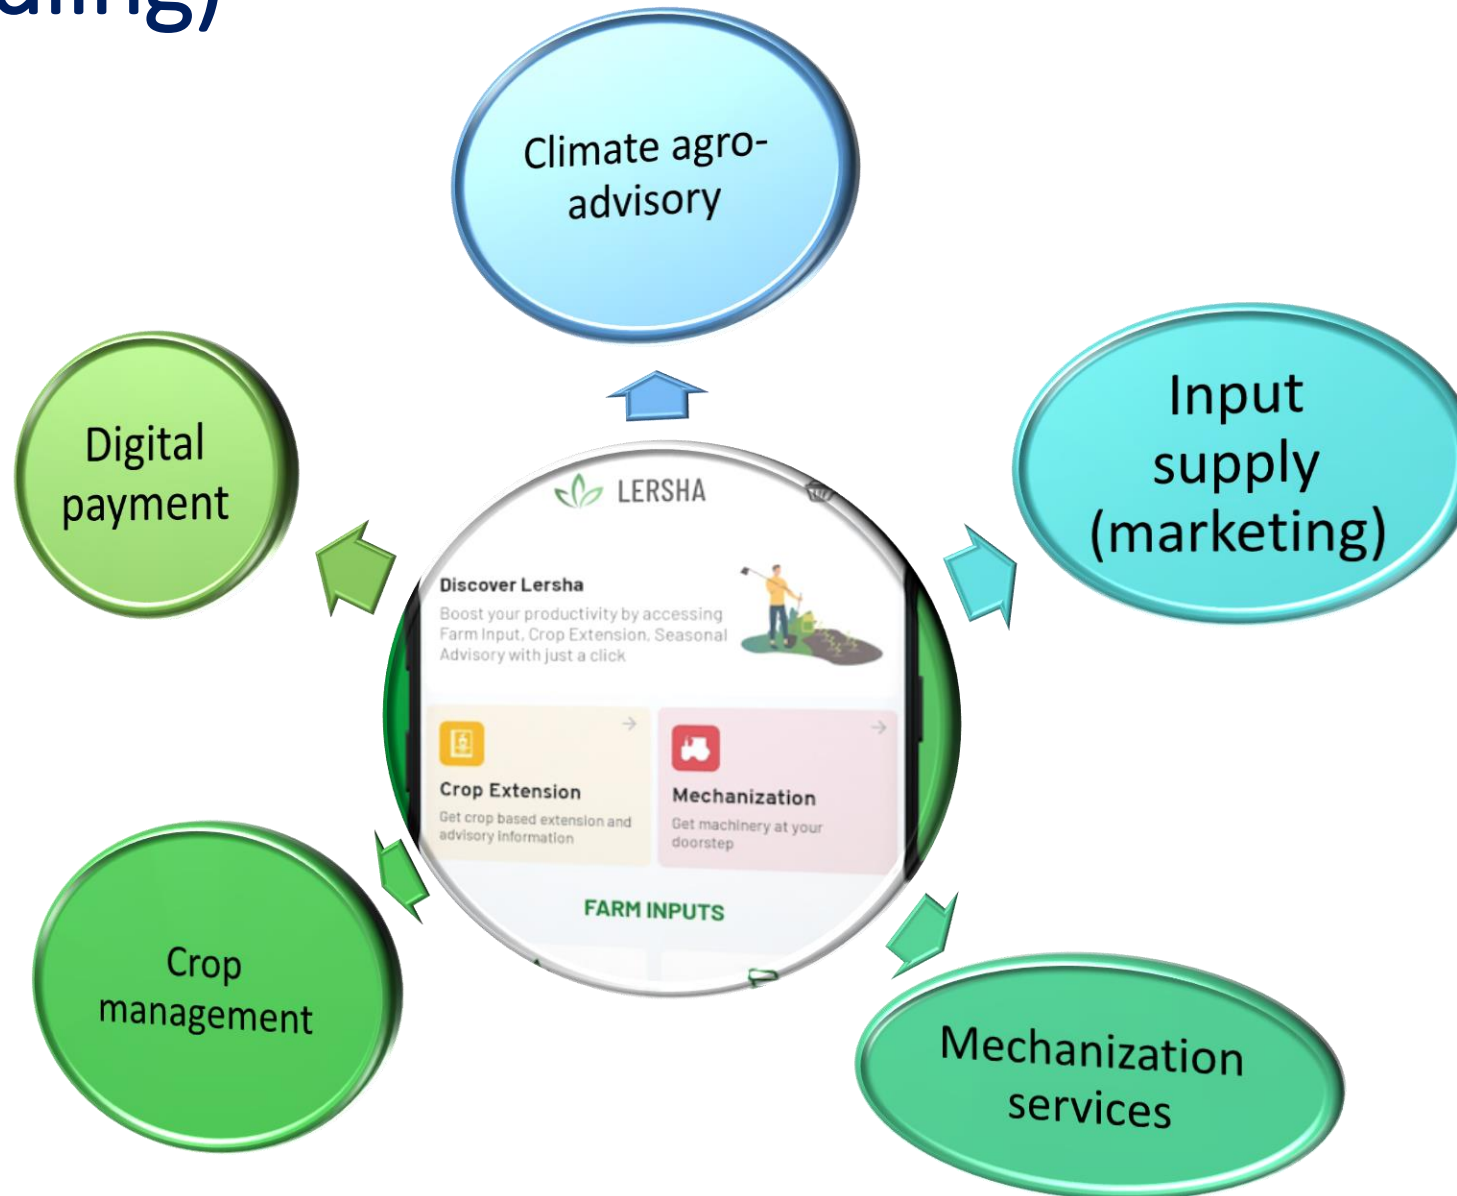 Climate agro-
advisory
Digital
payment
Input
supply
(marketing)
LERSHA
Discover Lersha
Boost your productivity by accessing
Farm Input, Crop Extension, Seasonal
Advisory with just a click
Crop Extension
Get crop based extension and
advisory information
Mechanization
Get machinery at your
doorstep
FARM INPUTS
Crop
management
Mechanization
services